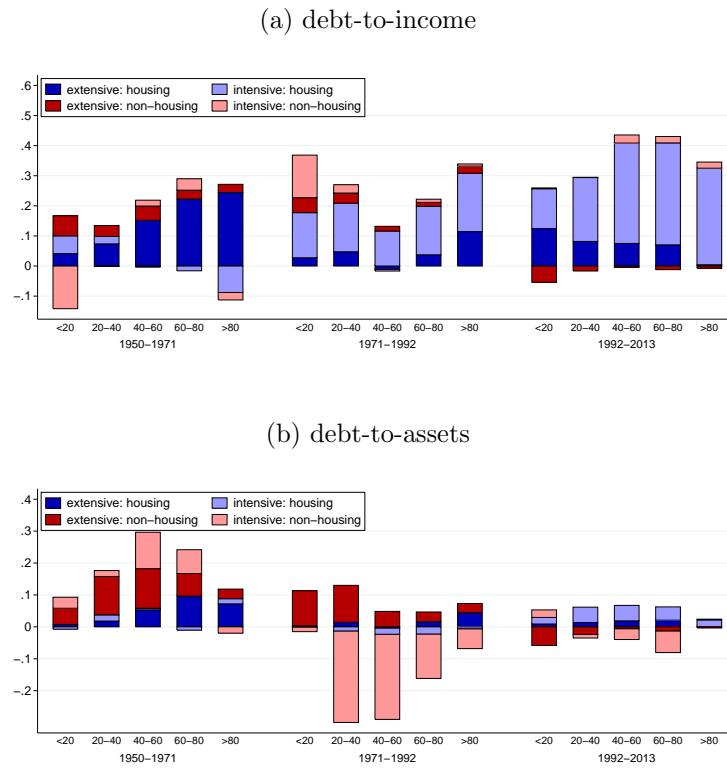 (a) debt-to-income
extensive: housing intensive: housing
extensive: non−housing intensive: non−housing
.6
.5
.4
.3
.2
.1
0
−.1
<20 20−40 40−60 60−80 >80 <20 20−40 40−60 60−80 >80 <20 20−40 40−60 60−80 >80
1950−1971 1971−1992 1992−2013
(b) debt-to-assets
extensive: housing intensive: housing
extensive: non−housing intensive: non−housing
.4
.3
.2
.1
0
−.1
−.2
<20 20−40 40−60 60−80 >80 <20 20−40 40−60 60−80 >80 <20 20−40 40−60 60−80 >80
1950−1971 1971−1992 1992−2013